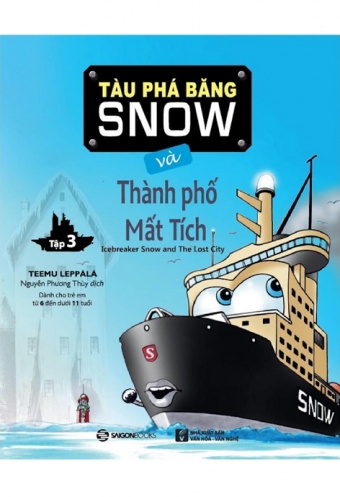 TÀU PHÁ BĂNG
SNOW
và
Thành phố
Mất Tích
Icebreaker Snow and The Lost City
Tập 3
TEEMU LEPPÄLÄ
Nguyễn Phương Thùy dịch
Dành cho trẻ em
từ 6 đến dưới 11 tuổi
S
SNOW
SAIGONBOOKS
NHÀ XUẤT BẢN
VĂN HÓA - VĂN NGHỆ